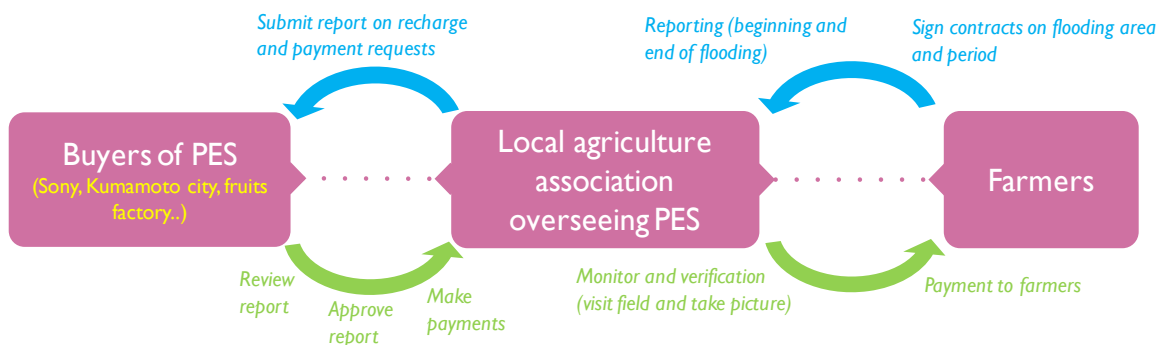 Submit report on recharge
and payment requests
Reporting (beginning and
end of flooding)
Sign contracts on flooding area
and period
Buyers of PES
(Sony, Kumamoto city, fruits
factory..)
Local agriculture
association
overseeing PES
Farmers
Review
report
Approve
report
Make
payments
Monitor and verification
(visit field and take picture)
Payment to farmers